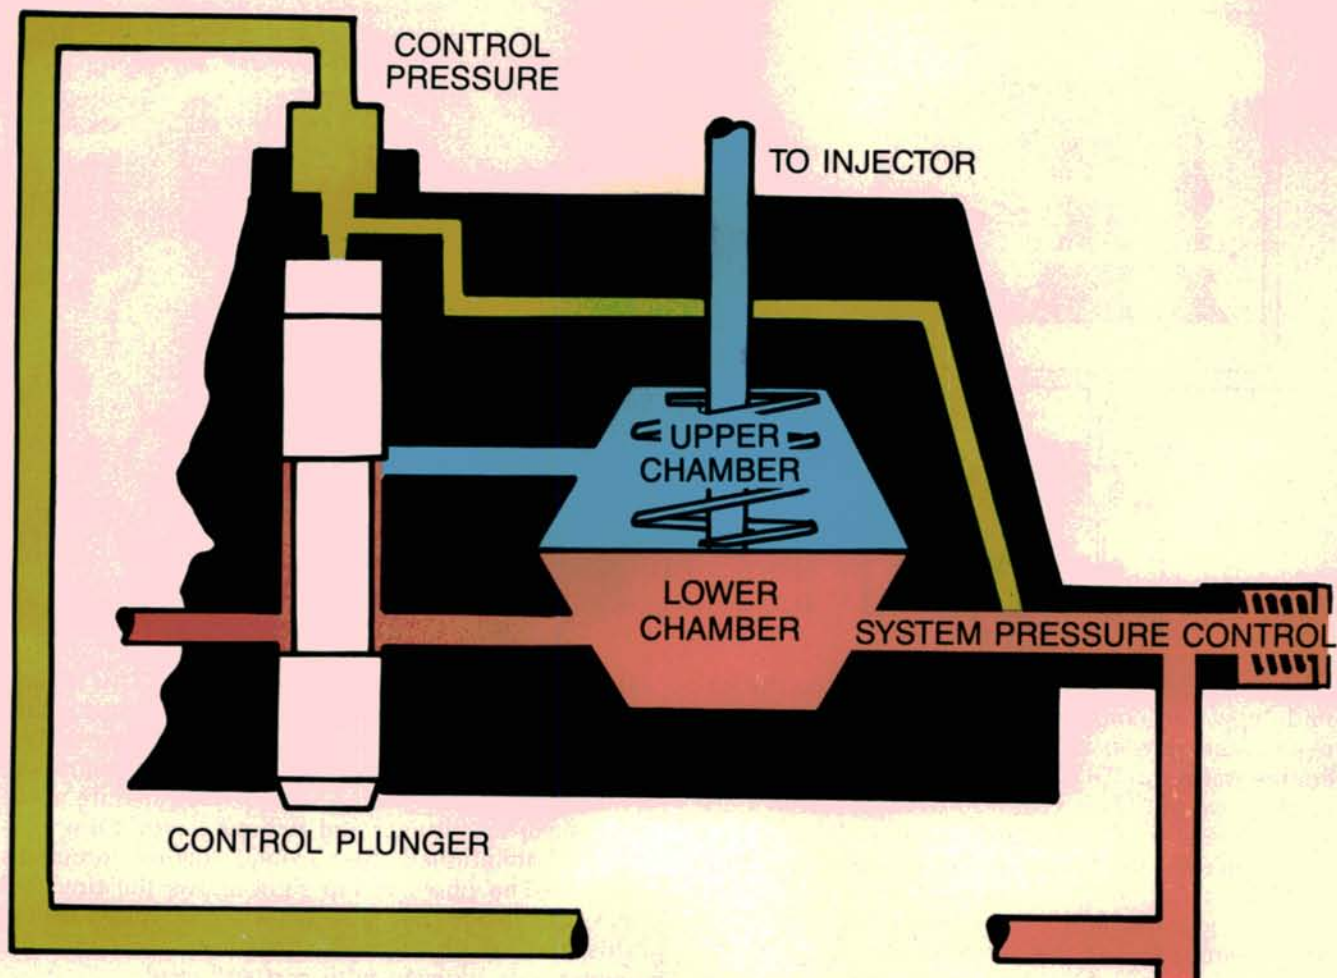 CONTROL
PRESSURE
TO INJECTOR
UPPER
CHAMBER
LOWER
CHAMBER
SYSTEM PRESSURE CONTROL
CONTROL PLUNGER